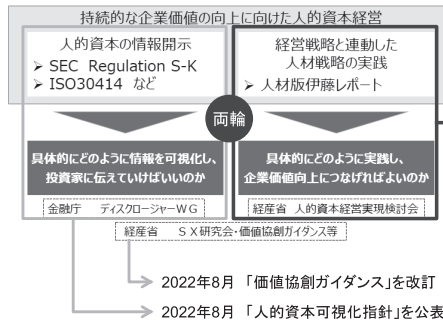 持続的な企業価値の向上に向けた人的資本経営
人的資本の情報開示
➢ SEC Regulation S-K
➢ ISO30414 など
経営戦略と連動した
人材戦略の実践
➢ 人材版伊藤レポート
両輪
具体的にどのように情報を可視化し、
投資家に伝えていけばいいのか
具体的にどのように実践し、
企業価値向上につなげればよいのか
金融庁 ディスクロージャーWG
経産省 人的資本経営実現検討会
経産省 SX研究会・価値協創ガイダンス等
2022年8月 「価値協創ガイダンス」を改訂
2022年8月 「人的資本可視化指針」を公表